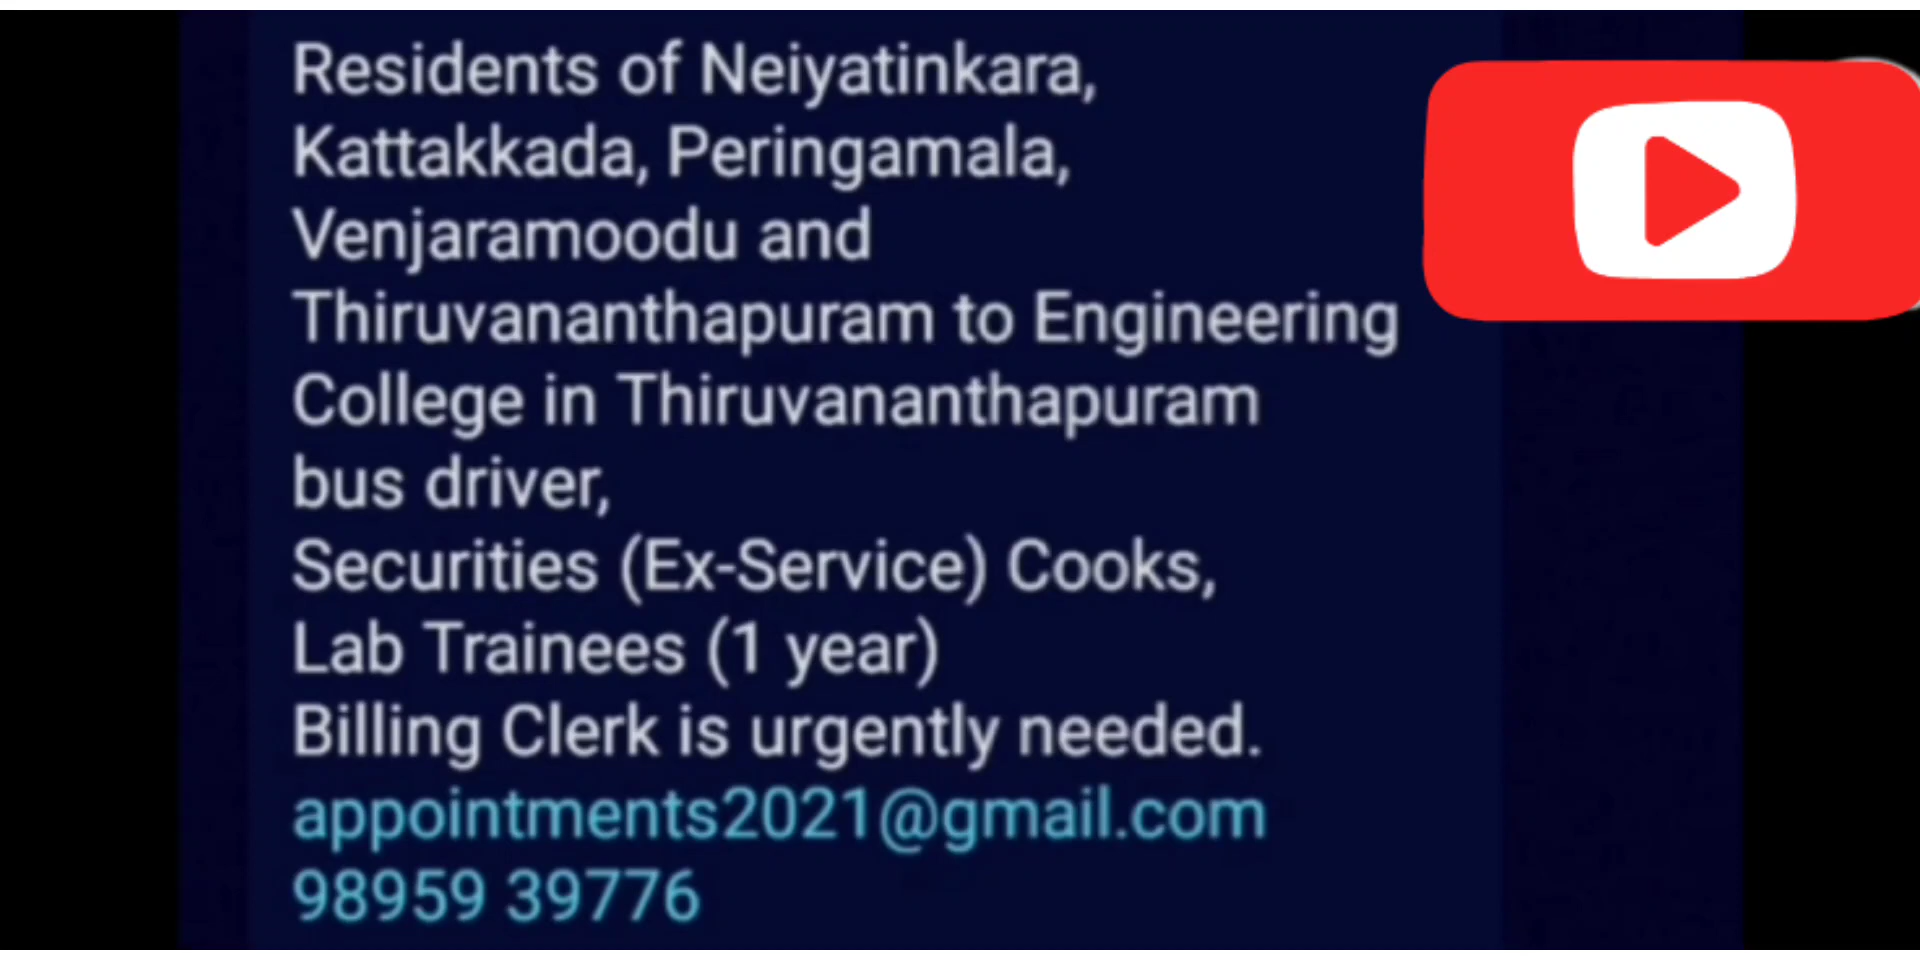 Residents of Neiyatinkara,
Kattakkada, Peringamala,
Venjaramoodu and
Thiruvananthapuram to Engineering
College in Thiruvananthapuram
bus driver,
Securities (Ex-Service) Cooks,
Lab Trainees (1 year)
Billing Clerk is urgently needed.
appointments2021@gmail.com
98959 39776